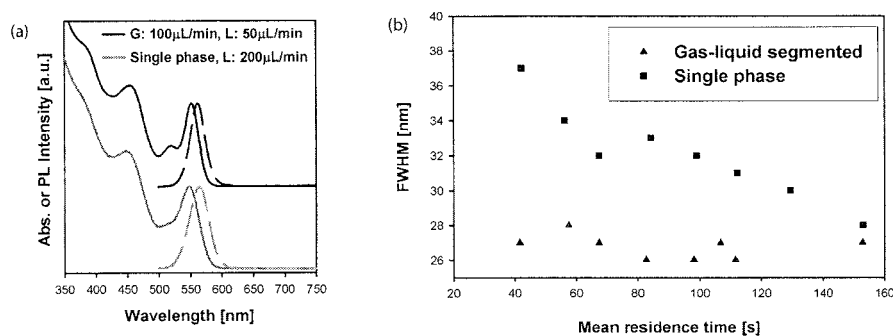 (a)
G: 100μL/min, L: 50μL/min
Single phase, L: 200μL/min
Abs. or PL Intensity [a.u.]
350 400 450 500 550 600 650 700 750
Wavelength [nm]
(b)
Gas-liquid segmented
Single phase
FWHM [nm]
40
38
36
34
32
30
28
26
20 40 60 80 100 120 140 160
Mean residence time [s]